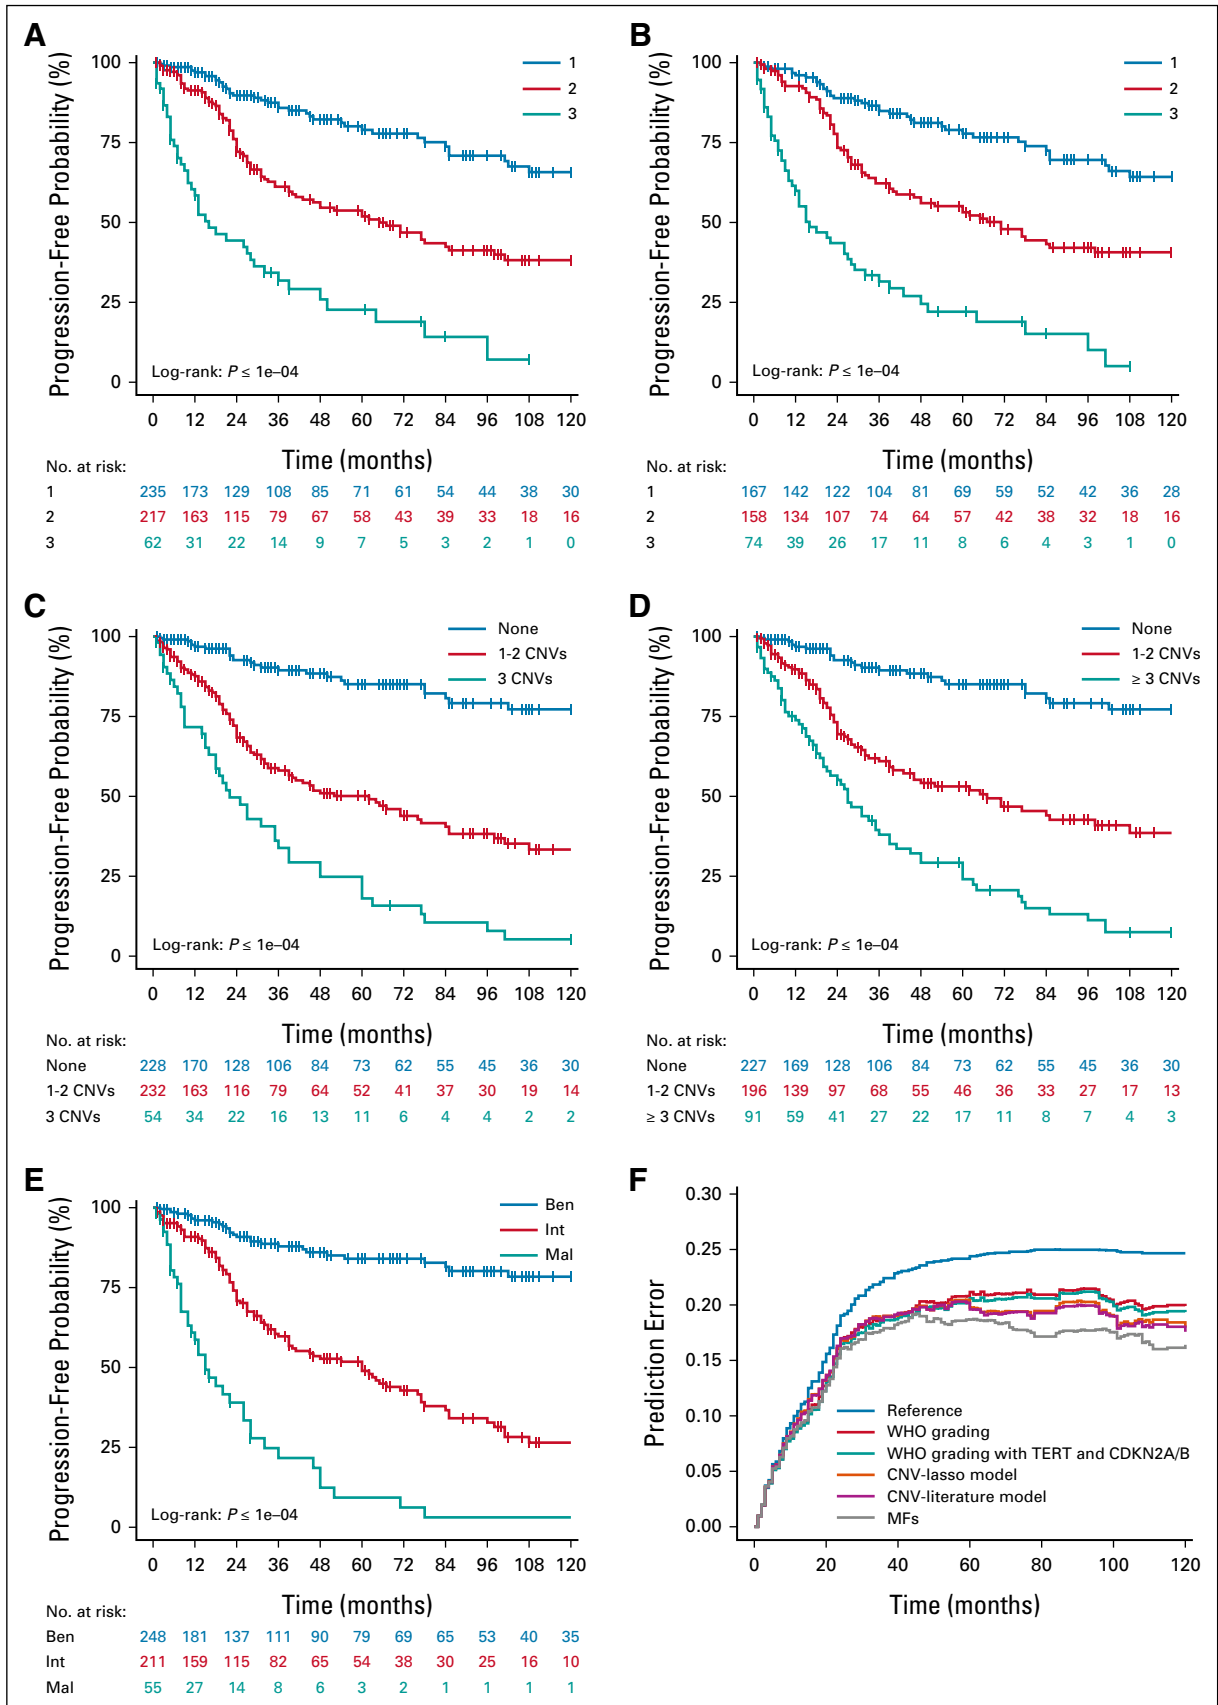 A
Progression-Free Probability (%)
100
75
50
25
0
1
2
3
Log-rank: P ≤ 1e–04
0 12 24 36 48 60 72 84 96 108 120
Time (months)
No. at risk:
1 235 173 129 108 85 71 61 54 44 38 30
2 217 163 115 79 67 58 43 39 33 18 16
3 62 31 22 14 9 7 5 3 2 1 0
B
Progression-Free Probability (%)
100
75
50
25
0
1
2
3
Log-rank: P ≤ 1e–04
0 12 24 36 48 60 72 84 96 108 120
Time (months)
No. at risk:
1 167 142 122 104 81 69 59 52 42 36 28
2 158 134 107 74 64 57 42 38 32 18 16
3 74 39 26 17 11 8 6 4 3 1 0
C
Progression-Free Probability (%)
100
75
50
25
0
None
1-2 CNVs
3 CNVs
Log-rank: P ≤ 1e–04
0 12 24 36 48 60 72 84 96 108 120
Time (months)
No. at risk:
None 228 170 128 106 84 73 62 55 45 36 30
1-2 CNVs 232 163 116 79 64 52 41 37 30 19 14
3 CNVs 54 34 22 16 13 11 6 4 4 2 2
D
Progression-Free Probability (%)
100
75
50
25
0
None
1-2 CNVs
≥ 3 CNVs
Log-rank: P ≤ 1e–04
0 12 24 36 48 60 72 84 96 108 120
Time (months)
No. at risk:
None 227 169 128 106 84 73 62 55 45 36 30
1-2 CNVs 196 139 97 68 55 46 36 33 27 17 13
≥ 3 CNVs 91 59 41 27 22 17 11 8 7 4 3
E
Progression-Free Probability (%)
100
75
50
25
0
Ben
Int
Mal
Log-rank: P ≤ 1e–04
0 12 24 36 48 60 72 84 96 108 120
Time (months)
No. at risk:
Ben 248 181 137 111 90 79 69 65 53 40 35
Int 211 159 115 82 65 54 38 30 25 16 10
Mal 55 27 14 8 6 3 2 1 1 1 1
F
Prediction Error
0.30
0.25
0.20
0.15
0.10
0.05
0.00
Reference
WHO grading
WHO grading with TERT and CDKN2A/B
CNV-lasso model
CNV-literature model
MFs
0 20 40 60 80 100 120
Time (months)